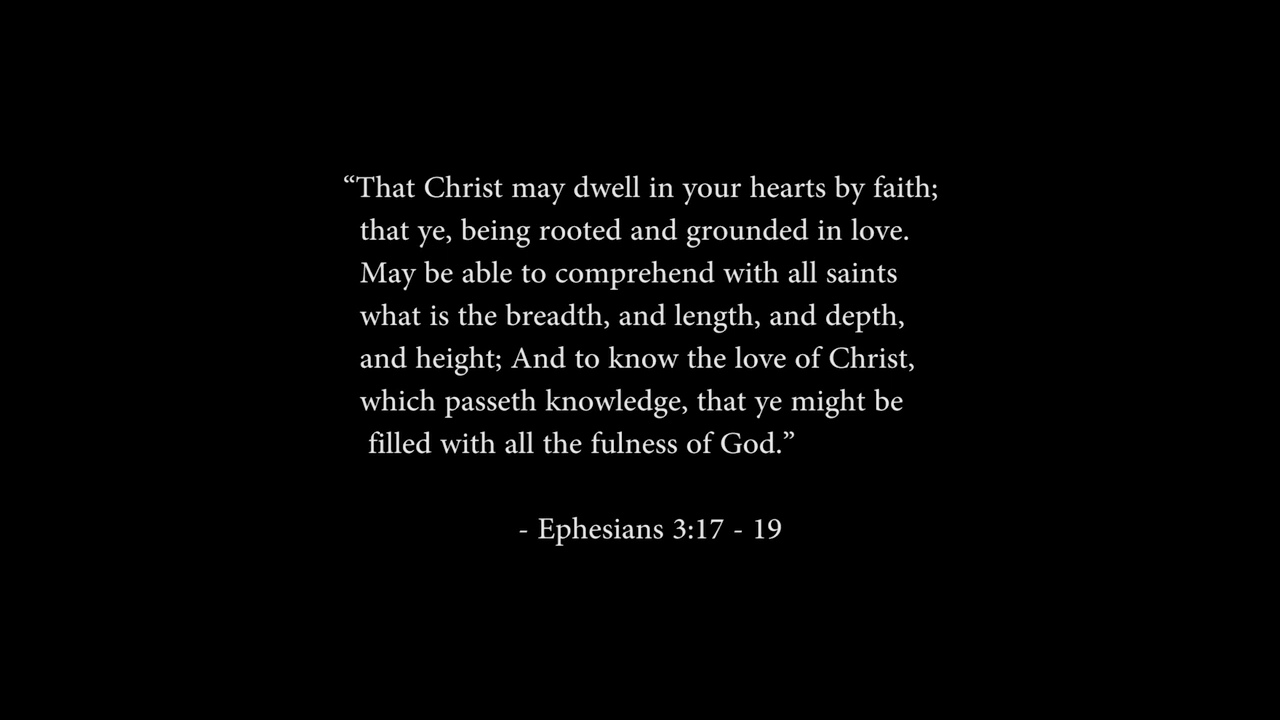 “That Christ may dwell in your hearts by faith;
that ye, being rooted and grounded in love.
May be able to comprehend with all saints
what is the breadth, and length, and depth,
and height; And to know the love of Christ,
which passeth knowledge, that ye might be
filled with all the fulness of God.”
- Ephesians 3:17 - 19